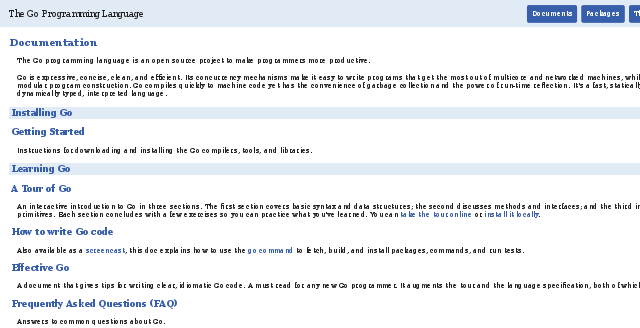 The Go Programming Language
Documents Packages
Documentation
The Go programming language is an open source project to make programmers more productive.
Go is expressive, concise, clean, and efficient. Its concurrency mechanisms make it easy to write programs that get the most out of multicore and networked machines,
modular program construction. Go compiles quickly to machine code yet has the convenience of garbage collection and the power of run-time reflection. It's a fast,
dynamically typed, interpreted language.
Installing Go
Getting Started
Instructions for downloading and installing the Go compilers, tools, and libraries.
Learning Go
A Tour of Go
An interactive introduction to Go in three sections. The first section covers basic syntax and data structures; the second discusses methods and interfaces; and the third
primitives. Each section concludes with a few exercises so you can practice what you've learned. You can take the tour online or install it locally.
How to write Go code
Also available as a screencast, this doc explains how to use the go command to fetch, build, and install packages, commands, and run tests.
Effective Go
A document that gives tips for writing clear, idiomatic Go code. A must read for any new Go programmer. It augments the tour and the language specification, both of which
Frequently Asked Questions (FAQ)
Answers to common questions about Go.